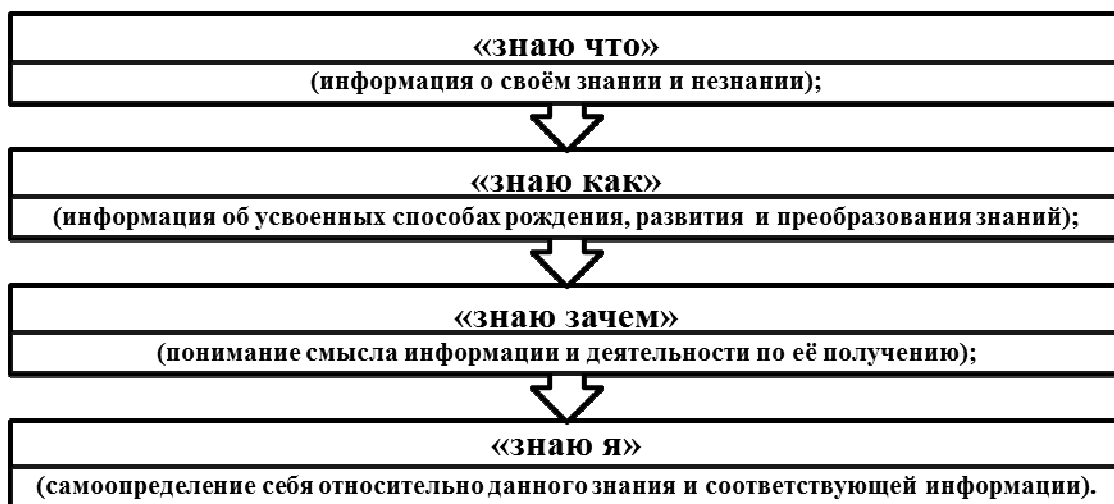 «знаю что»
(информация о своём знании и незнании);
«знаю как»
(информация об усвоенных способах рождения, развития и преобразования знаний);
«знаю зачем»
(понимание смысла информации и деятельности по её получению);
«знаю я»
(самоопределение себя относительно данного знания и соответствующей информации).